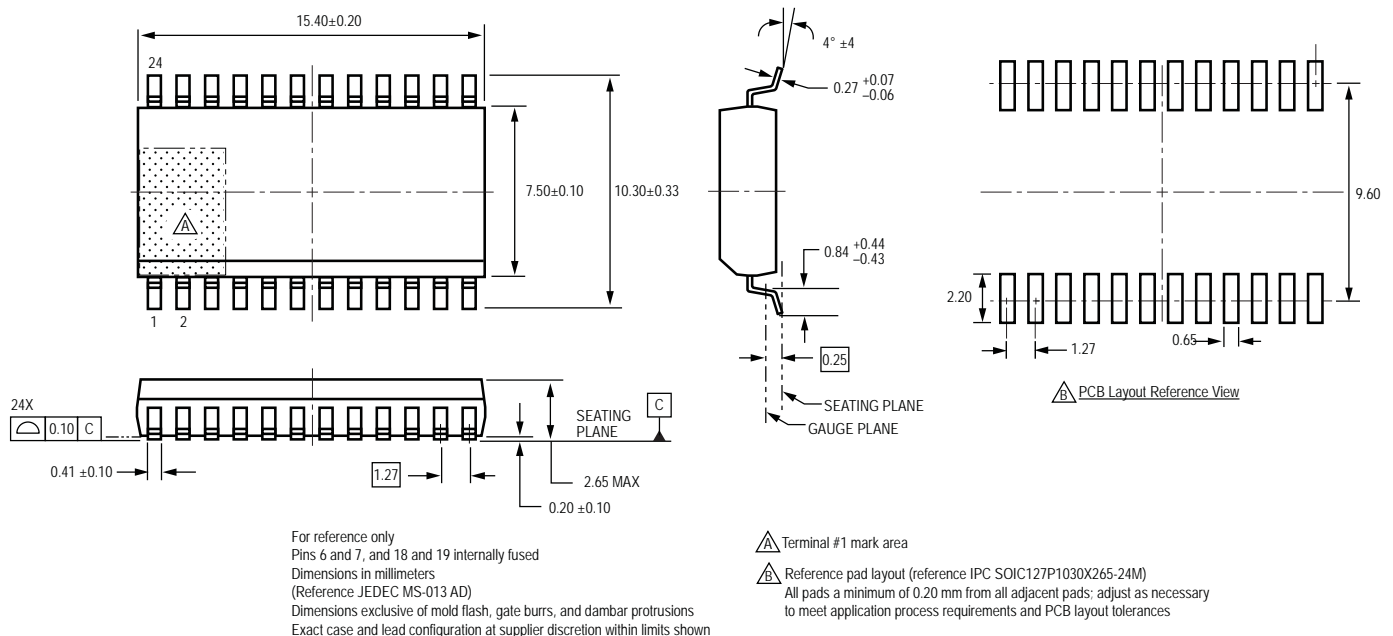 15.40±0.20
24
A
7.50±0.10
10.30±0.33
1 2
4° ±4
0.27 +0.07 –0.06
0.84 +0.44 –0.43
0.25
SEATING PLANE
GAUGE PLANE
9.60
2.20
1.27
0.65
B PCB Layout Reference View
24X
0.10 C
0.41 ±0.10
1.27
SEATING
PLANE
C
2.65 MAX
0.20 ±0.10
For reference only
Pins 6 and 7, and 18 and 19 internally fused
Dimensions in millimeters
(Reference JEDEC MS-013 AD)
Dimensions exclusive of mold flash, gate burrs, and dambar protrusions
Exact case and lead configuration at supplier discretion within limits shown
A Terminal #1 mark area
B Reference pad layout (reference IPC SOIC127P1030X265-24M)
All pads a minimum of 0.20 mm from all adjacent pads; adjust as necessary
to meet application process requirements and PCB layout tolerances